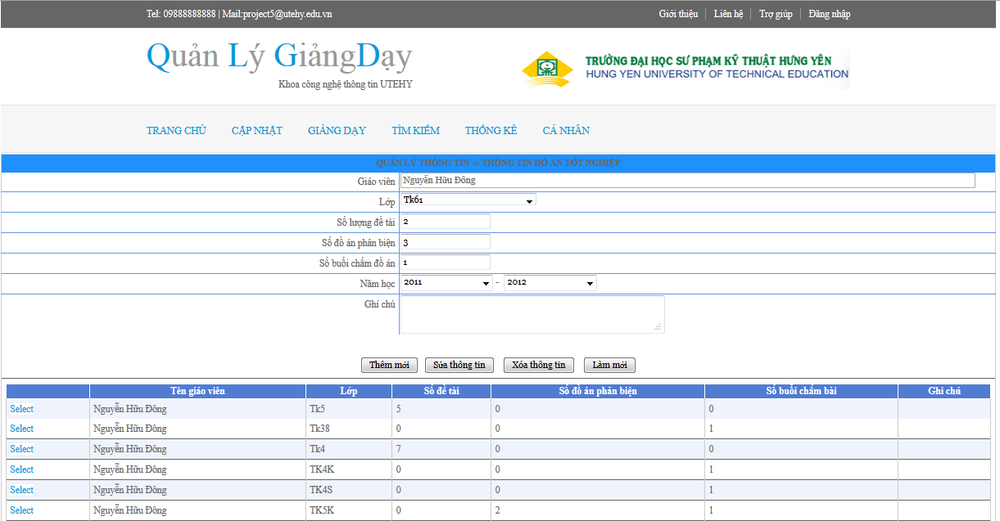 Tel: 09888888888 | Mail:project5@utehy.edu.vn
Giới thiệu | Liên hệ | Trợ giúp | Đăng nhập
Quản Lý GiảngDạy
Khoa công nghệ thông tin UTEHY
TRƯỜNG ĐẠI HỌC SƯ PHẠM KỸ THUẬT HƯNG YÊN
HUNG YEN UNIVERSITY OF TECHNICAL EDUCATION
TRANG CHỦ CẬP NHẬT GIẢNG DẠY TÌM KIẾM THỐNG KÊ CÁ NHÂN
QUẢN LÝ THÔNG TIN -> THÔNG TIN ĐỒ ÁN TỐT NGHIỆP
Giáo viên Nguyễn Hữu Đông
Lớp Tk61
Số lượng đề tài 2
Số đồ án phản biện 3
Số buổi chấm đồ án 1
Năm học 2011 - 2012
Ghí chú
Thêm mới Sửa thông tin Xóa thông tin Làm mới
Tên giáo viên Lớp Số đề tài Số đồ án phản biện Số buổi chấm bài Ghi chú
Select Nguyễn Hữu Đông Tk5 5 0 0
Select Nguyễn Hữu Đông Tk38 0 0 1
Select Nguyễn Hữu Đông Tk4 7 0 0
Select Nguyễn Hữu Đông TK4K 0 0 1
Select Nguyễn Hữu Đông TK4S 0 0 1
Select Nguyễn Hữu Đông TK5K 0 2 1